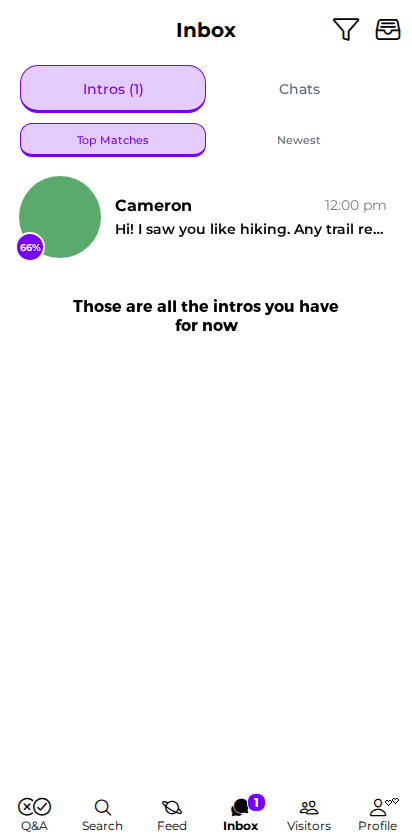 Inbox
Intros (1)
Chats
Top Matches
Newest
Cameron
12:00 pm
Hi! I saw you like hiking. Any trail re...
66%
Those are all the intros you have
for now
1
Q&A
Search
Feed
Inbox
Visitors
Profile